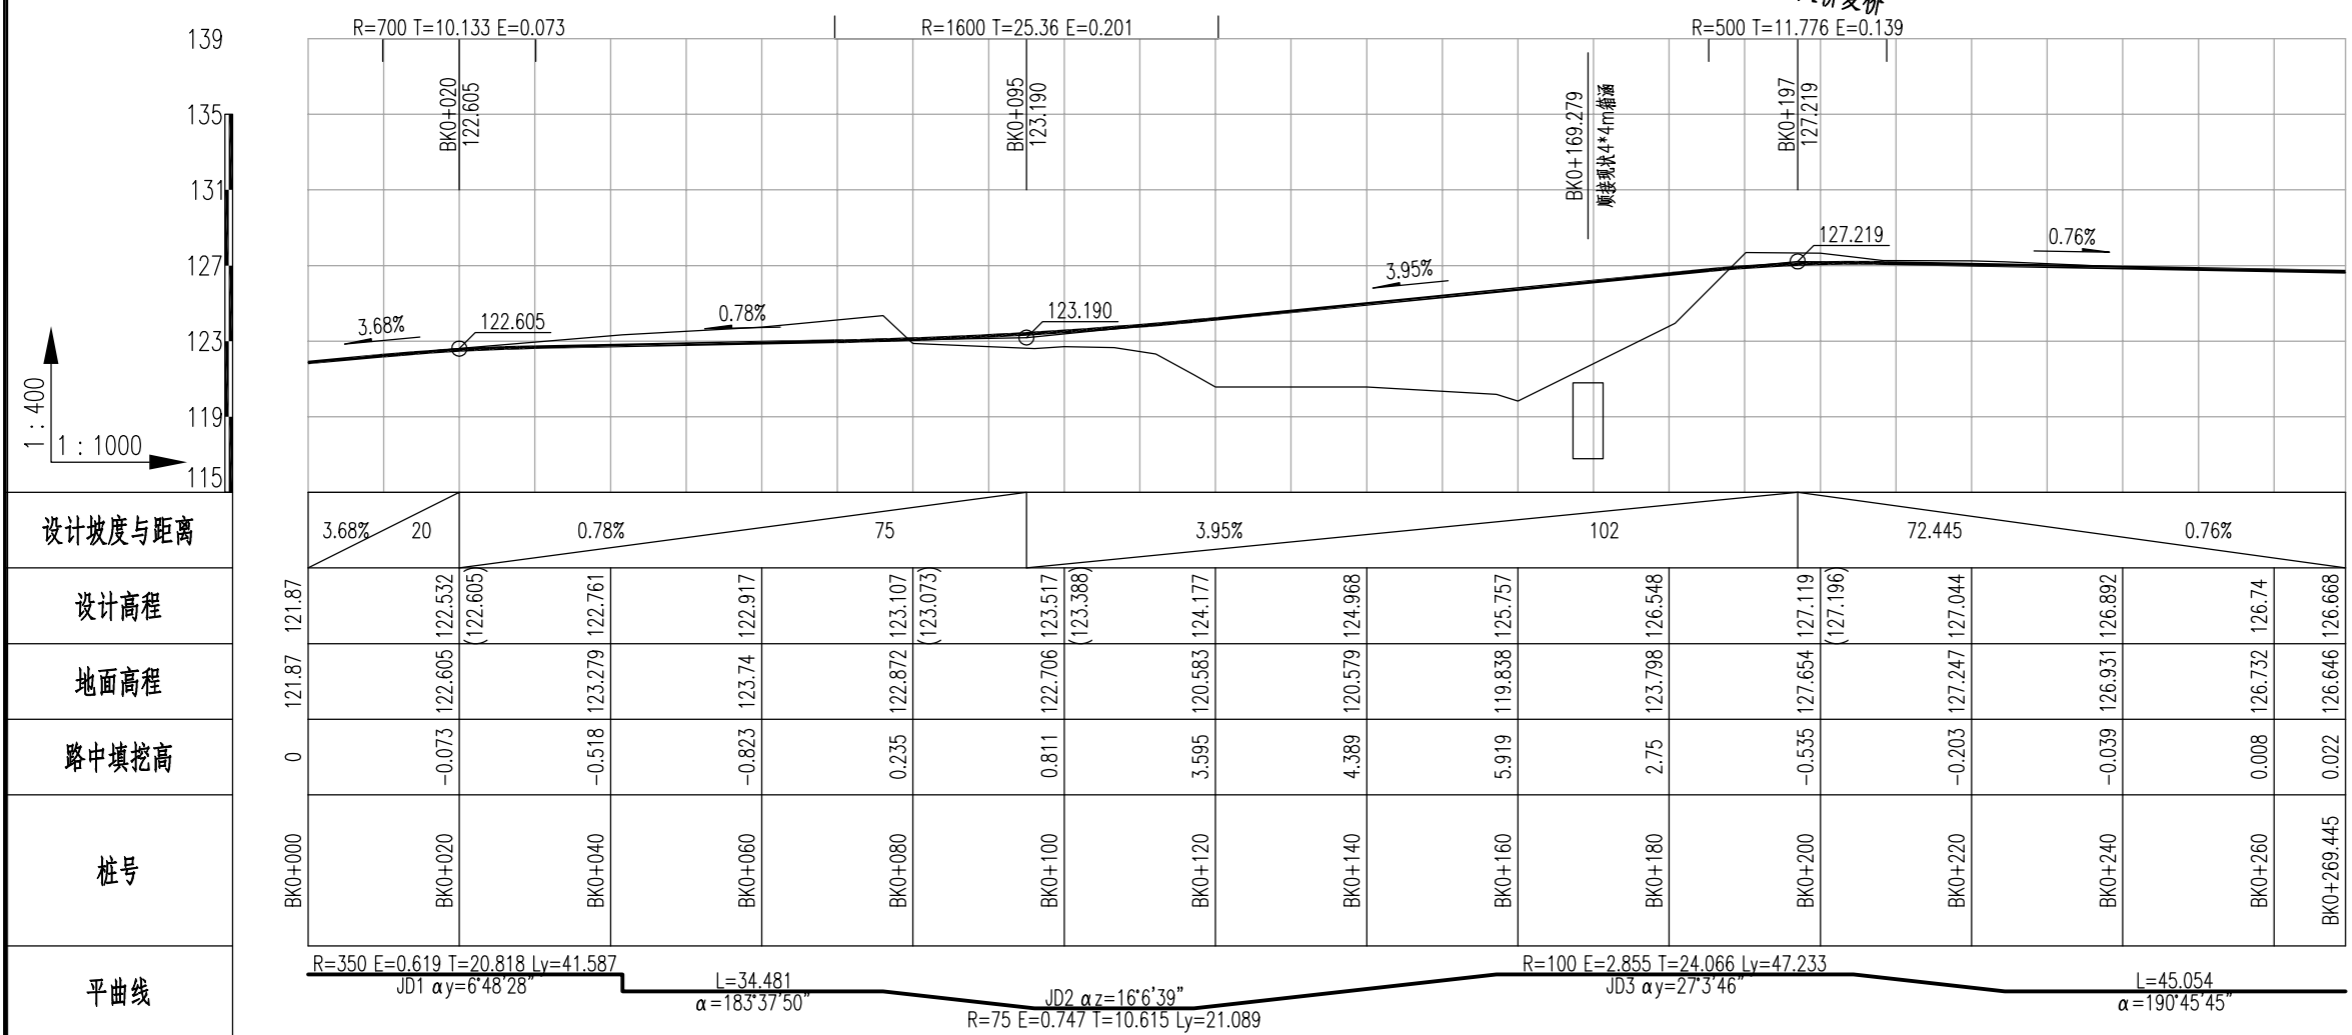 R=700 T=10.133 E=0.073
R=1600 T=25.36 E=0.201
R=500 T=11.776 E=0.139
139
135
131
127
123
119
115
1：400
1：1000
BK0+020
122.605
BK0+095
123.190
BK0+169.279
顺接现状4*4m箱涵
BK0+197
127.219
3.68%
122.605
0.78%
123.190
3.95%
127.219
0.76%
设计坡度与距离
3.68% 20 0.78% 75 3.95% 102 72.445 0.76%
设计高程
121.87 122.532 (122.605) 122.761 122.917 123.107 (123.073) 123.517 (123.388) 124.177 124.968 125.757 126.548 127.119 (127.196) 127.044 126.892 126.74 126.668
地面高程
121.87 122.605 123.279 123.74 122.872 122.706 120.583 120.579 119.838 123.798 127.654 127.247 126.931 126.732 126.646
路中填挖高
0 -0.073 -0.518 -0.823 0.235 0.811 3.595 4.389 5.919 2.75 -0.535 -0.203 -0.039 0.008 0.022
桩号
BK0+000 BK0+020 BK0+040 BK0+060 BK0+080 BK0+100 BK0+120 BK0+140 BK0+160 BK0+180 BK0+200 BK0+220 BK0+240 BK0+260 BK0+269.445
平曲线
R=350 E=0.619 T=20.818 Ly=41.587
JD1 αy=6°48'28"
L=34.481
α=183°37'50"
JD2 αz=16°6'39"
R=75 E=0.747 T=10.615 Ly=21.089
R=100 E=2.855 T=24.066 Ly=47.233
JD3 αy=27°3'46"
L=45.054
α=190°45'45"